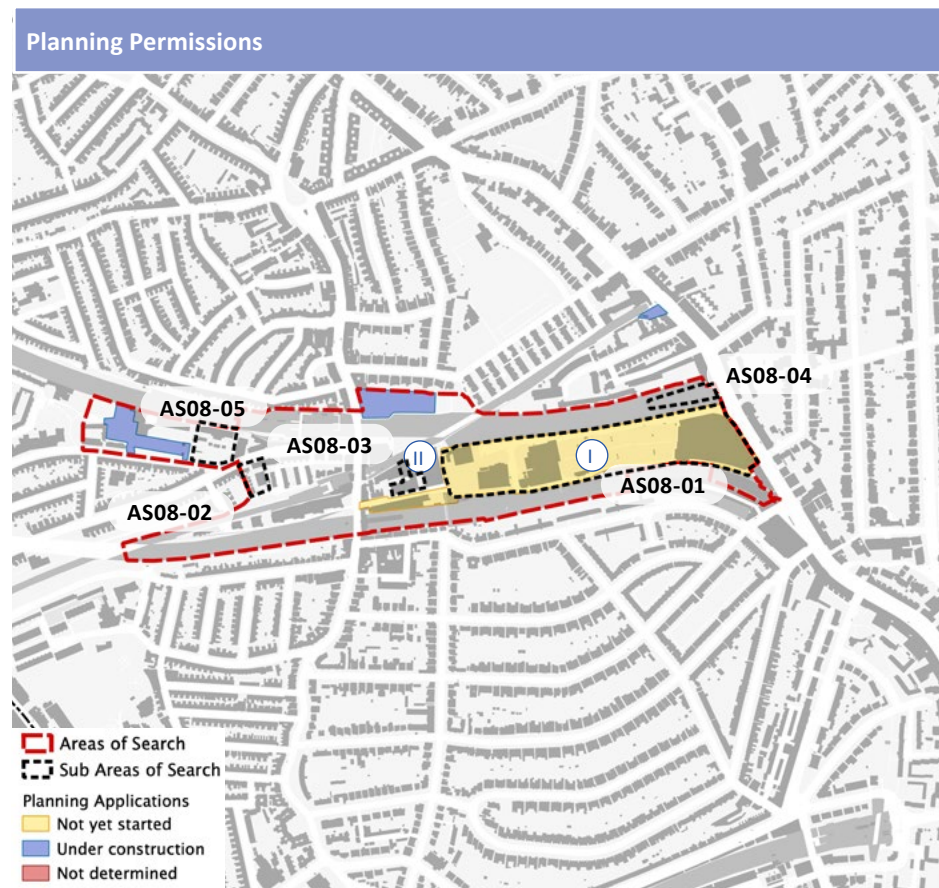 Planning Permissions
AS08-04
AS08-05
AS08-03
II
I
AS08-01
AS08-02
Areas of Search
Sub Areas of Search
Planning Applications
Not yet started
Under construction
Not determined